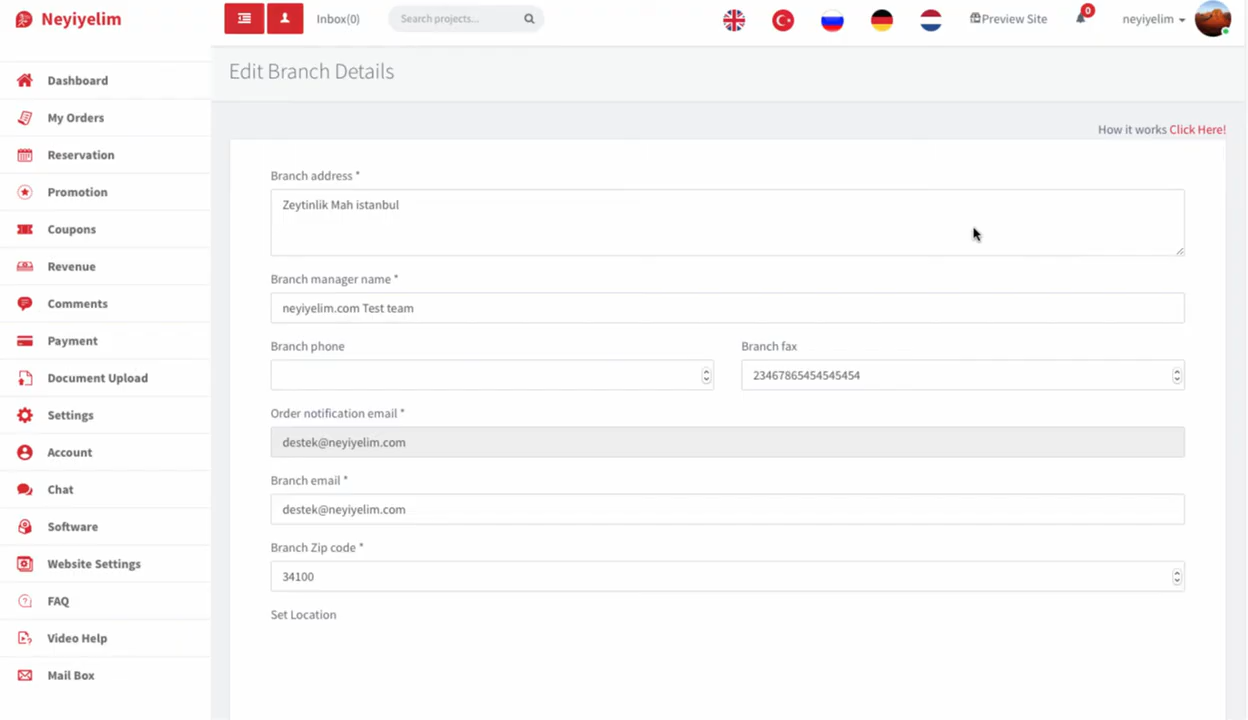 Neyiyelim
Inbox(0)
Search projects...
Preview Site
0
neyiyelim
Edit Branch Details
Dashboard
My Orders
Reservation
Promotion
Coupons
Revenue
Comments
Payment
Document Upload
Settings
Account
Chat
Software
Website Settings
FAQ
Video Help
Mail Box
How it works Click Here!
Branch address *
Zeytinlik Mah istanbul
Branch manager name *
neyiyelim.com Test team
Branch phone
Branch fax
23467865454545454
Order notification email *
destek@neyiyelim.com
Branch email *
destek@neyiyelim.com
Branch Zip code *
34100
Set Location